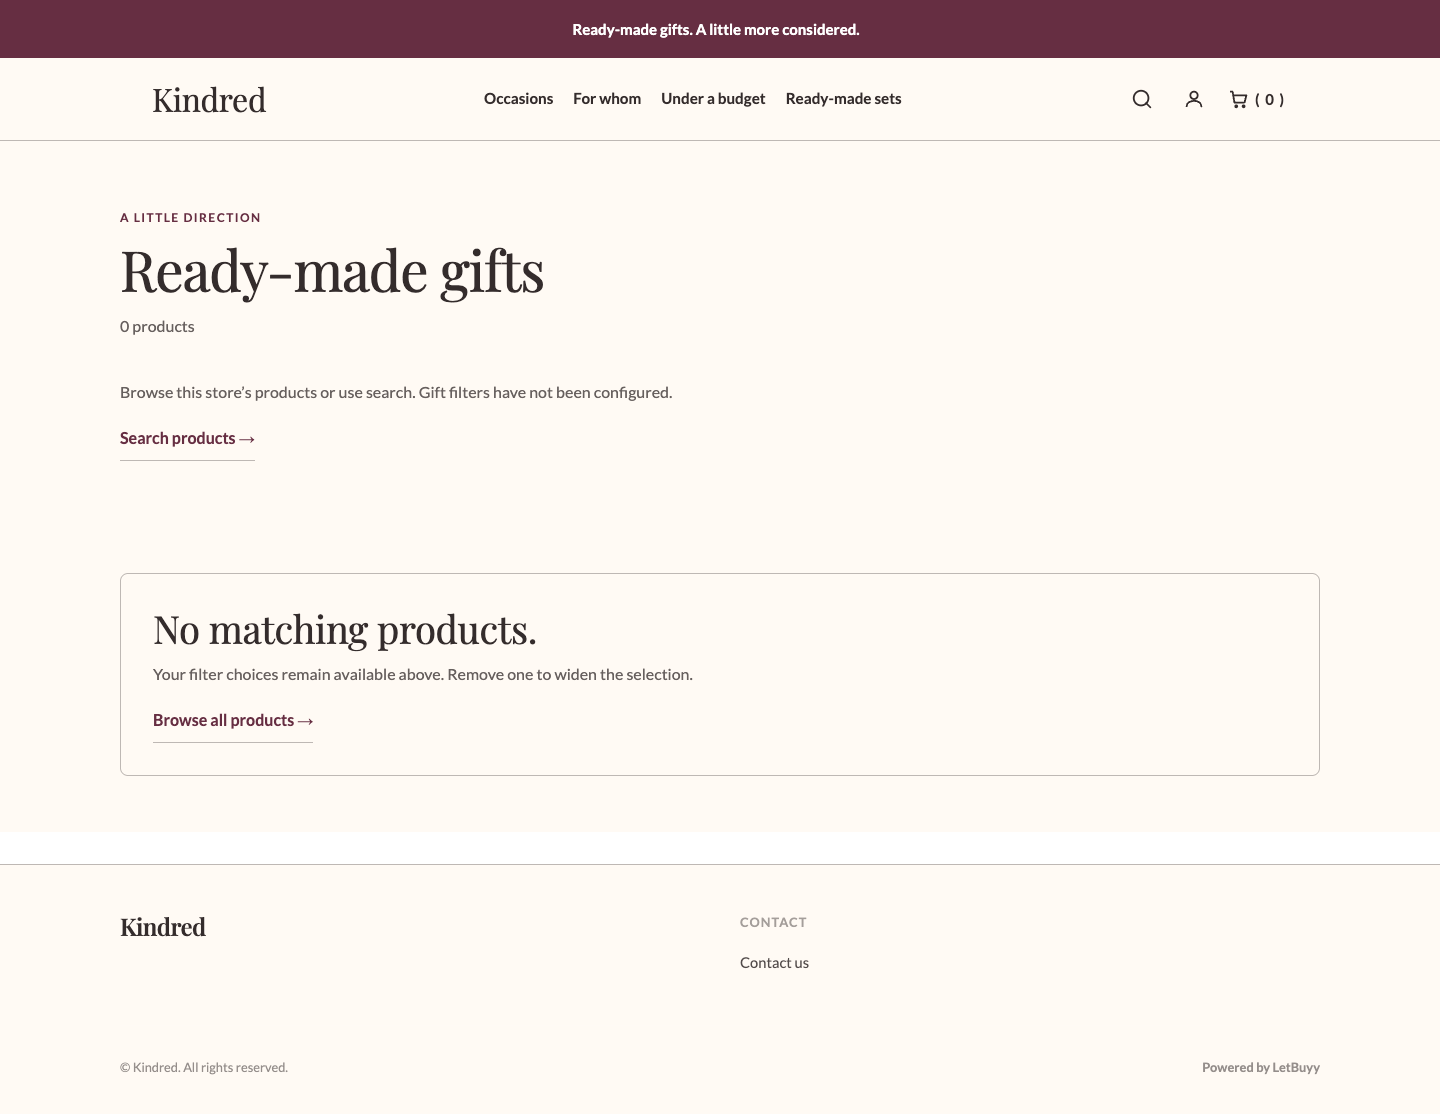 Ready-made gifts. A little more considered.
Kindred
Occasions For whom Under a budget Ready-made sets
( 0 )
A LITTLE DIRECTION
Ready-made gifts
0 products
Browse this store’s products or use search. Gift filters have not been configured.
Search products →
No matching products.
Your filter choices remain available above. Remove one to widen the selection.
Browse all products →
Kindred
CONTACT
Contact us
© Kindred. All rights reserved.
Powered by LetBuyy